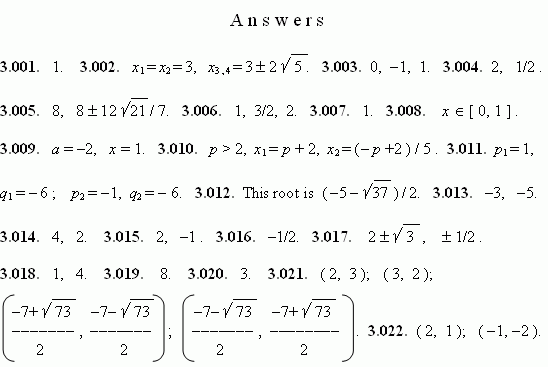 Answers
3.001. 1. 3.002. x₁=x₂=3, x₃,₄=3±2√5. 3.003. 0, −1, 1. 3.004. 2, 1/2.
3.005. 8, 8±12√21/7. 3.006. 1, 3/2, 2. 3.007. 1. 3.008. x ∈ [0, 1].
3.009. a=−2, x=1. 3.010. p>2, x₁=p+2, x₂=(−p+2)/5. 3.011. p₁=1,
q₁=−6; p₂=−1, q₂=−6. 3.012. This root is (−5−√37)/2. 3.013. −3, −5.
3.014. 4, 2. 3.015. 2, −1. 3.016. −1/2. 3.017. 2±√3, ±1/2.
3.018. 1, 4. 3.019. 8. 3.020. 3. 3.021. (2, 3); (3, 2);
−7+√73 −7−√73 −7−√73 −7+√73
( ------- , ------- ) ; ( ------- , ------- ) . 3.022. (2, 1); (−1,−2).
2 2 2 2